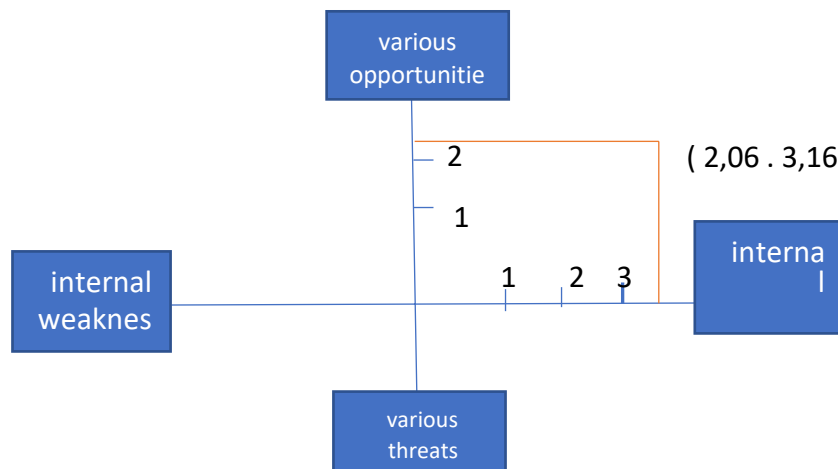 various
opportunitie
2
( 2,06 . 3,16
1
interna
l
internal
weaknes
1 2 3
various
threats